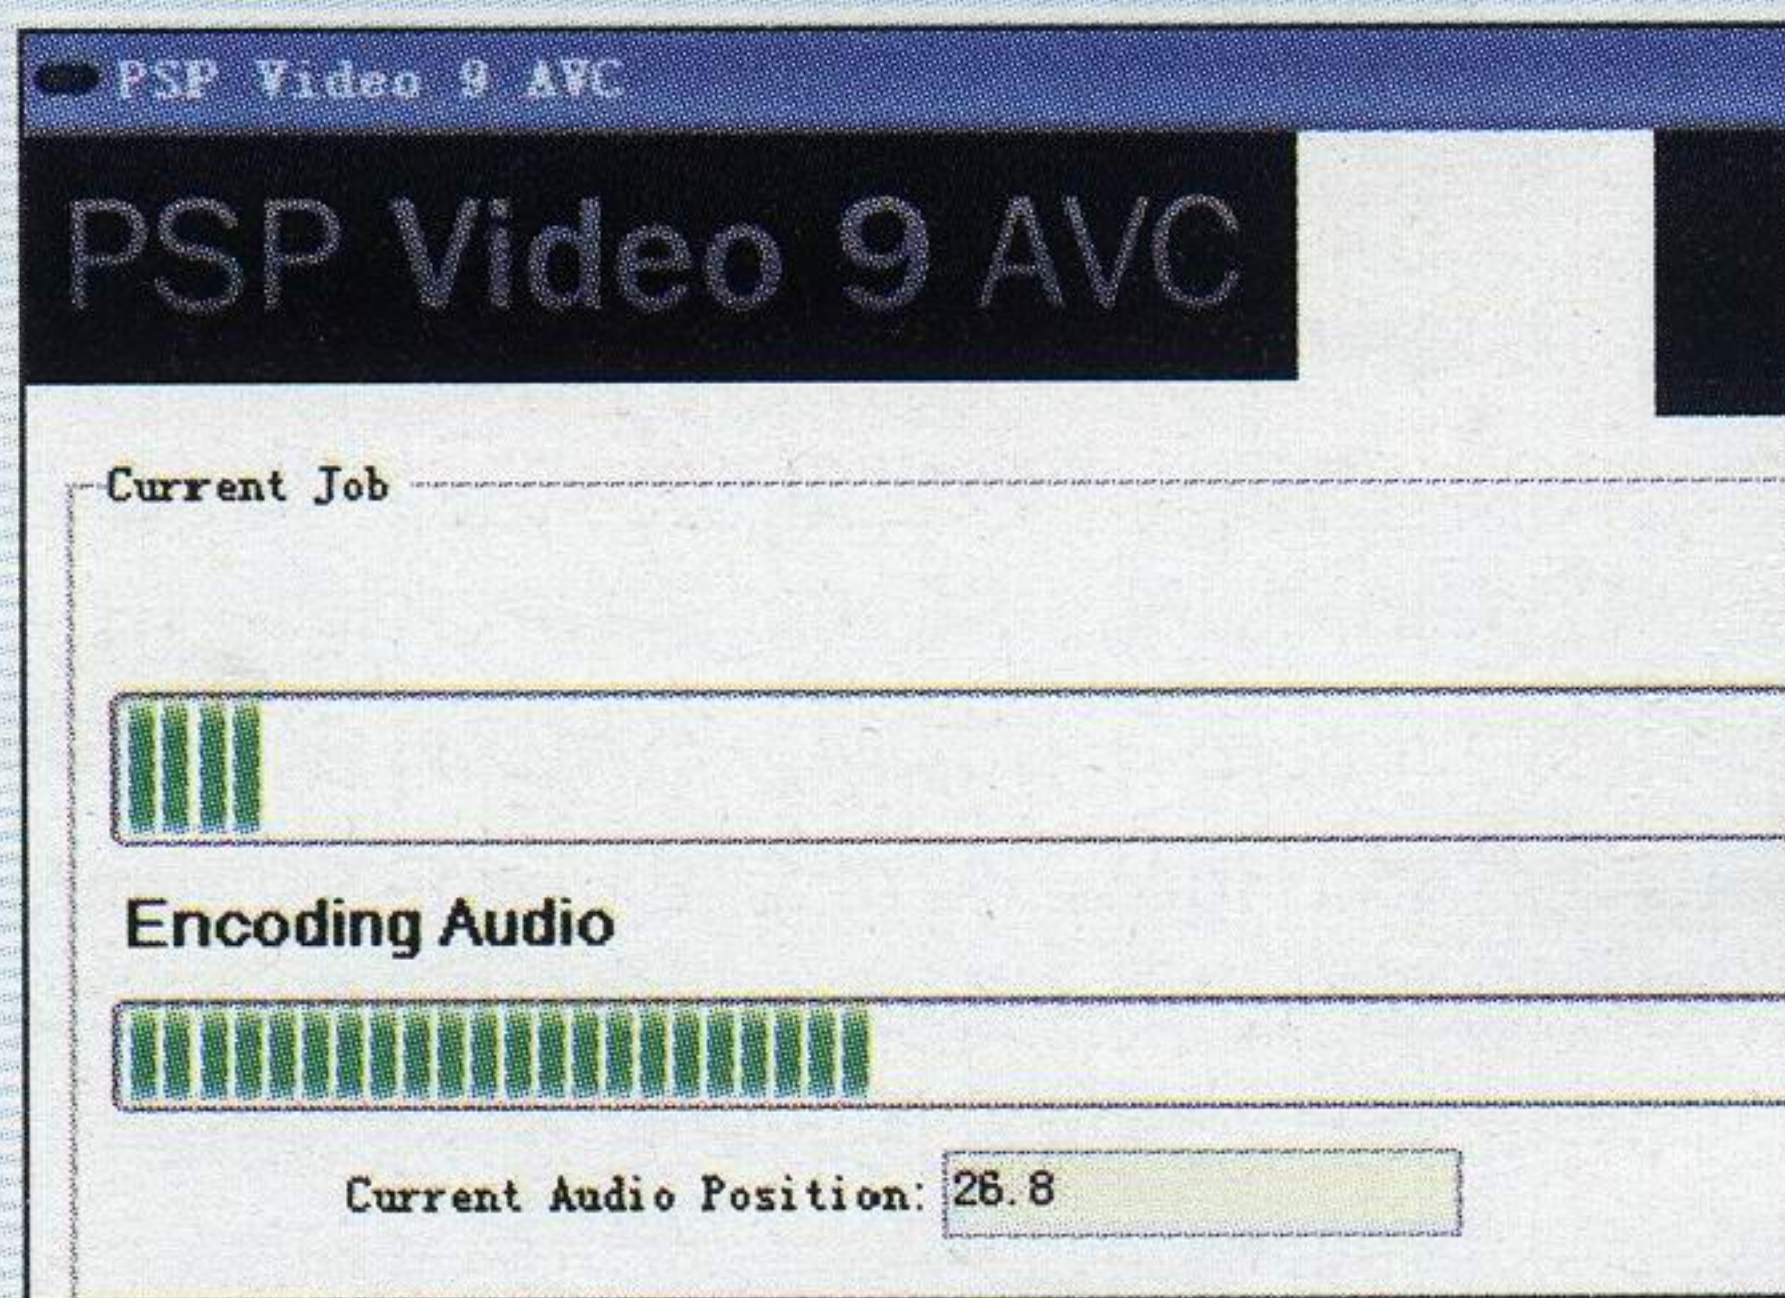 PSP Video 9 AVC
PSP Video 9 AVC
Current Job
Encoding Audio
Current Audio Position: 26.8